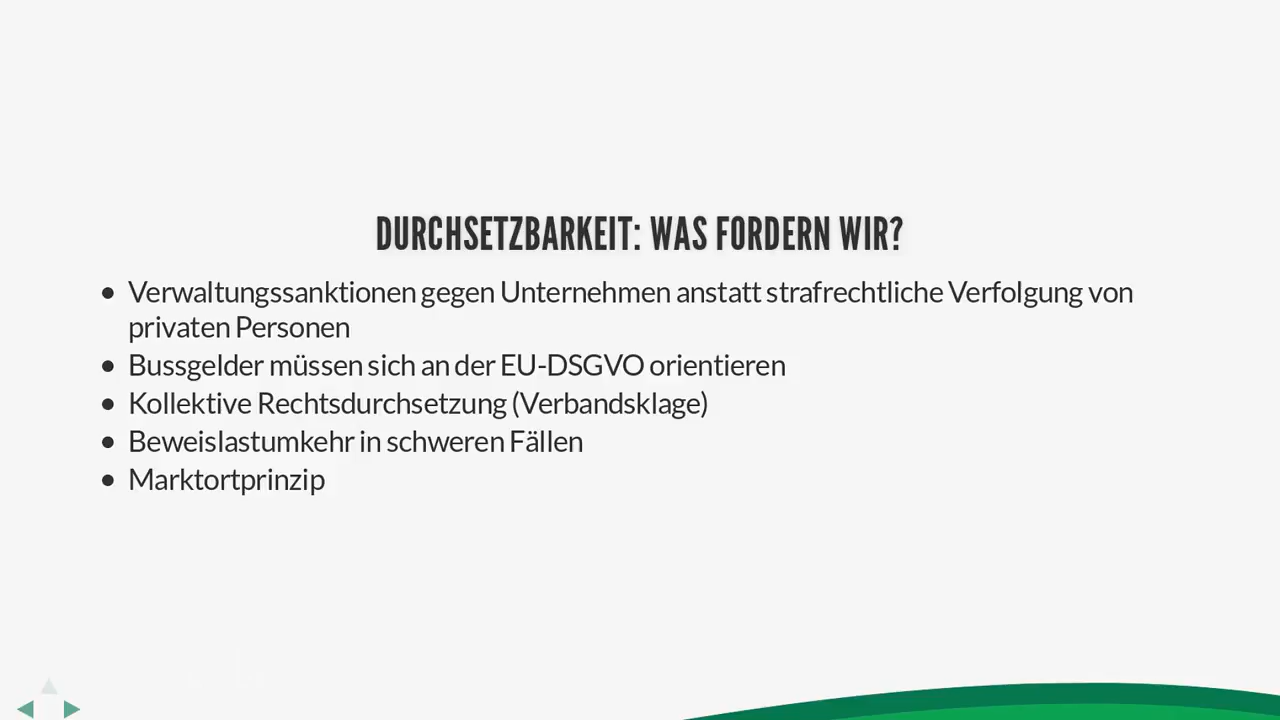 DURCHSETZBARKEIT: WAS FORDERN WIR?
• Verwaltungssanktionen gegen Unternehmen anstatt strafrechtliche Verfolgung von
privaten Personen
• Bussgelder müssen sich an der EU-DSGVO orientieren
• Kollektive Rechtsdurchsetzung (Verbandsklage)
• Beweislastumkehr in schweren Fällen
• Marktortprinzip